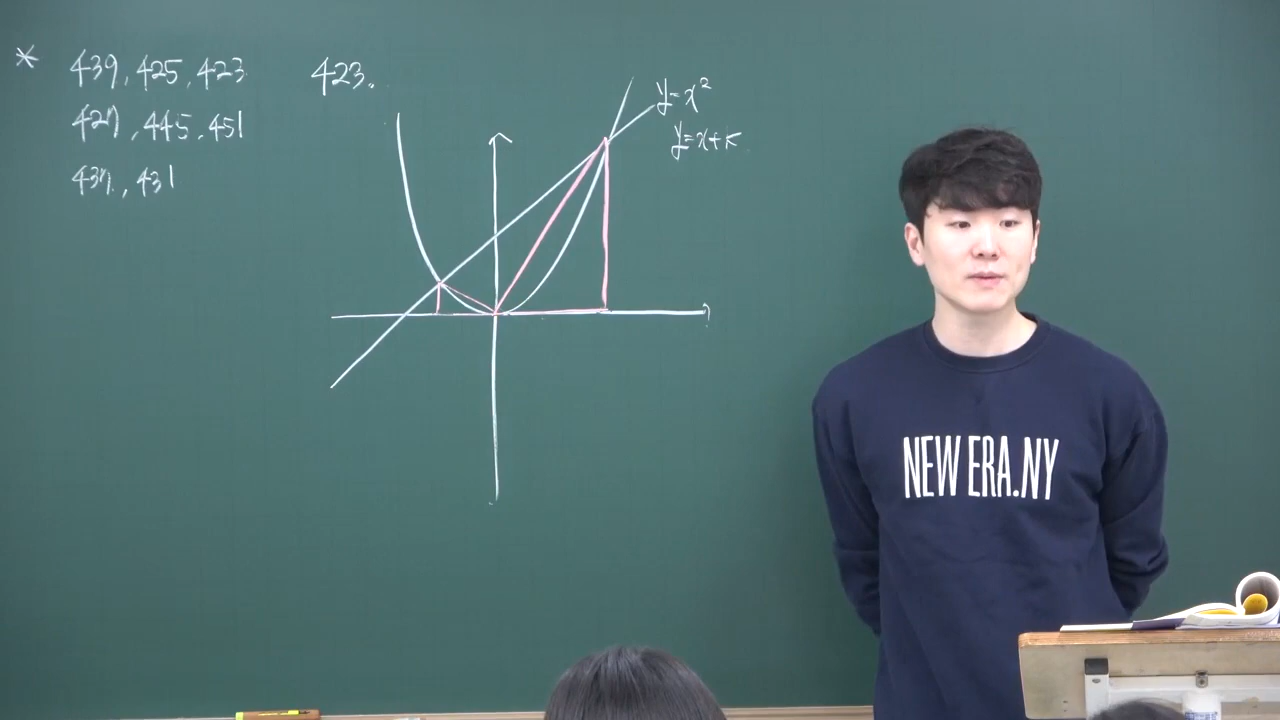 * 439, 425, 423
427, 445, 451
437, 431
423.
y=x²
y=x+k
NEW ERA.NY